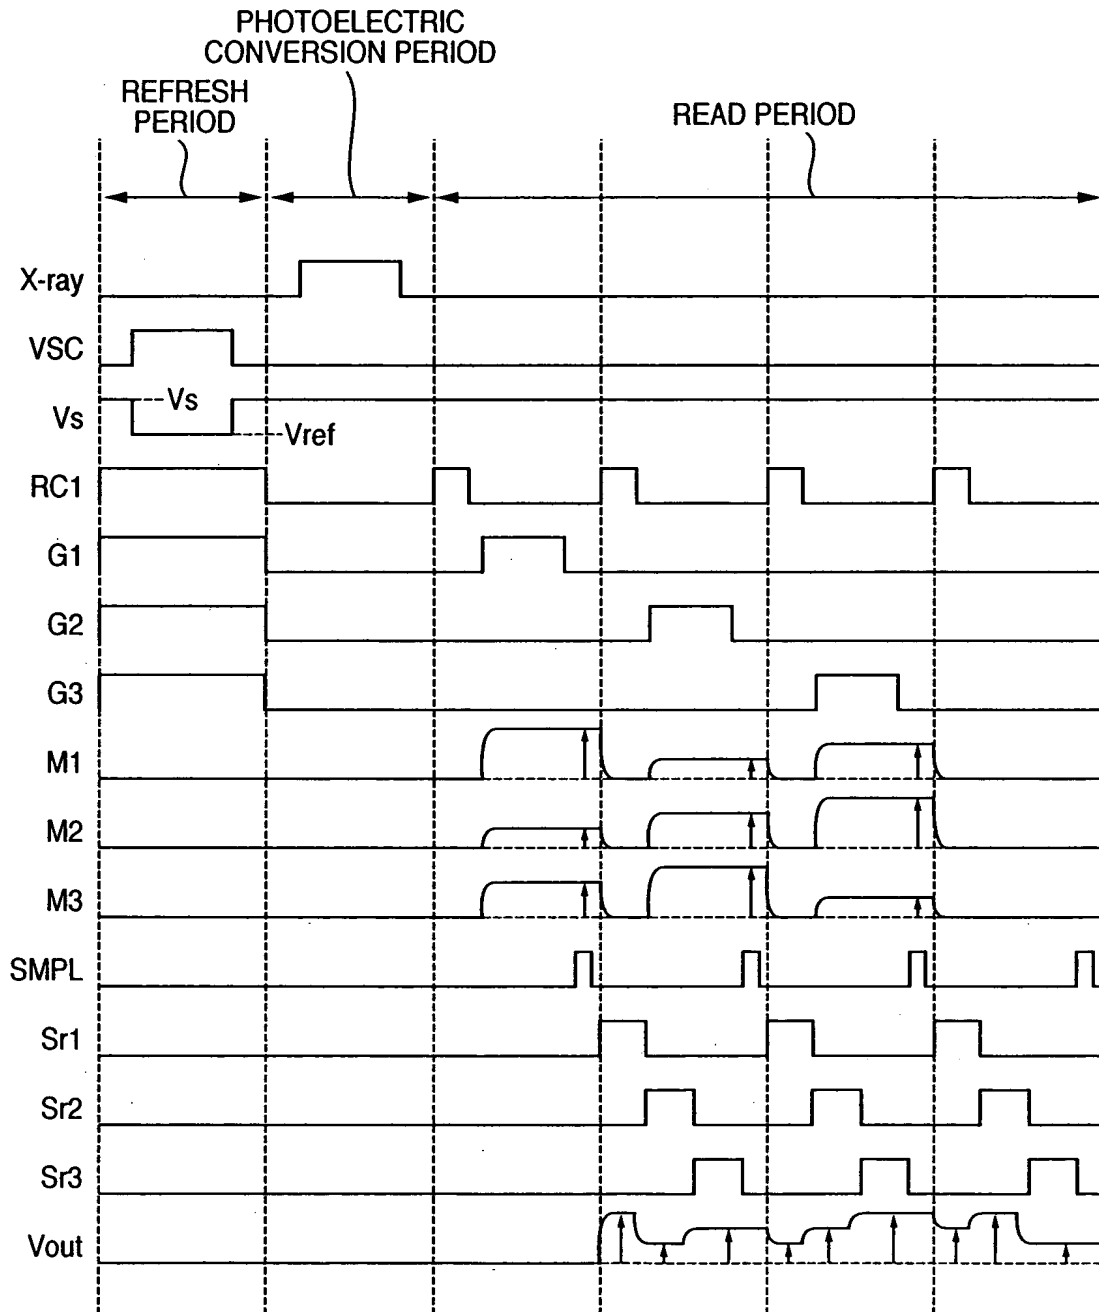 PHOTOELECTRIC
CONVERSION PERIOD
REFRESH
PERIOD
READ PERIOD
X-ray
VSC
Vs
Vs
Vref
RC1
G1
G2
G3
M1
M2
M3
SMPL
Sr1
Sr2
Sr3
Vout